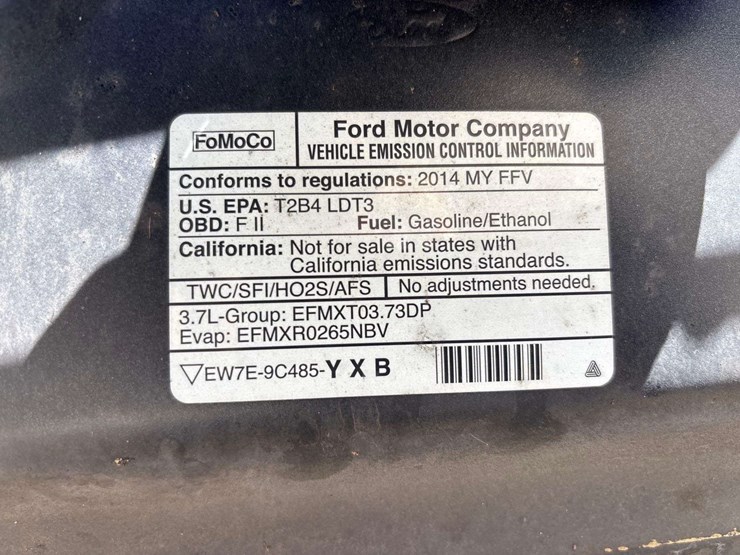 Ford
FoMoCo
Ford Motor Company
VEHICLE EMISSION CONTROL INFORMATION
Conforms to regulations: 2014 MY FFV
U.S. EPA: T2B4 LDT3
OBD: F II Fuel: Gasoline/Ethanol
California: Not for sale in states with
California emissions standards.
TWC/SFI/HO2S/AFS No adjustments needed.
3.7L-Group: EFMXT03.73DP
Evap: EFMXR0265NBV
EW7E-9C485-Y X B